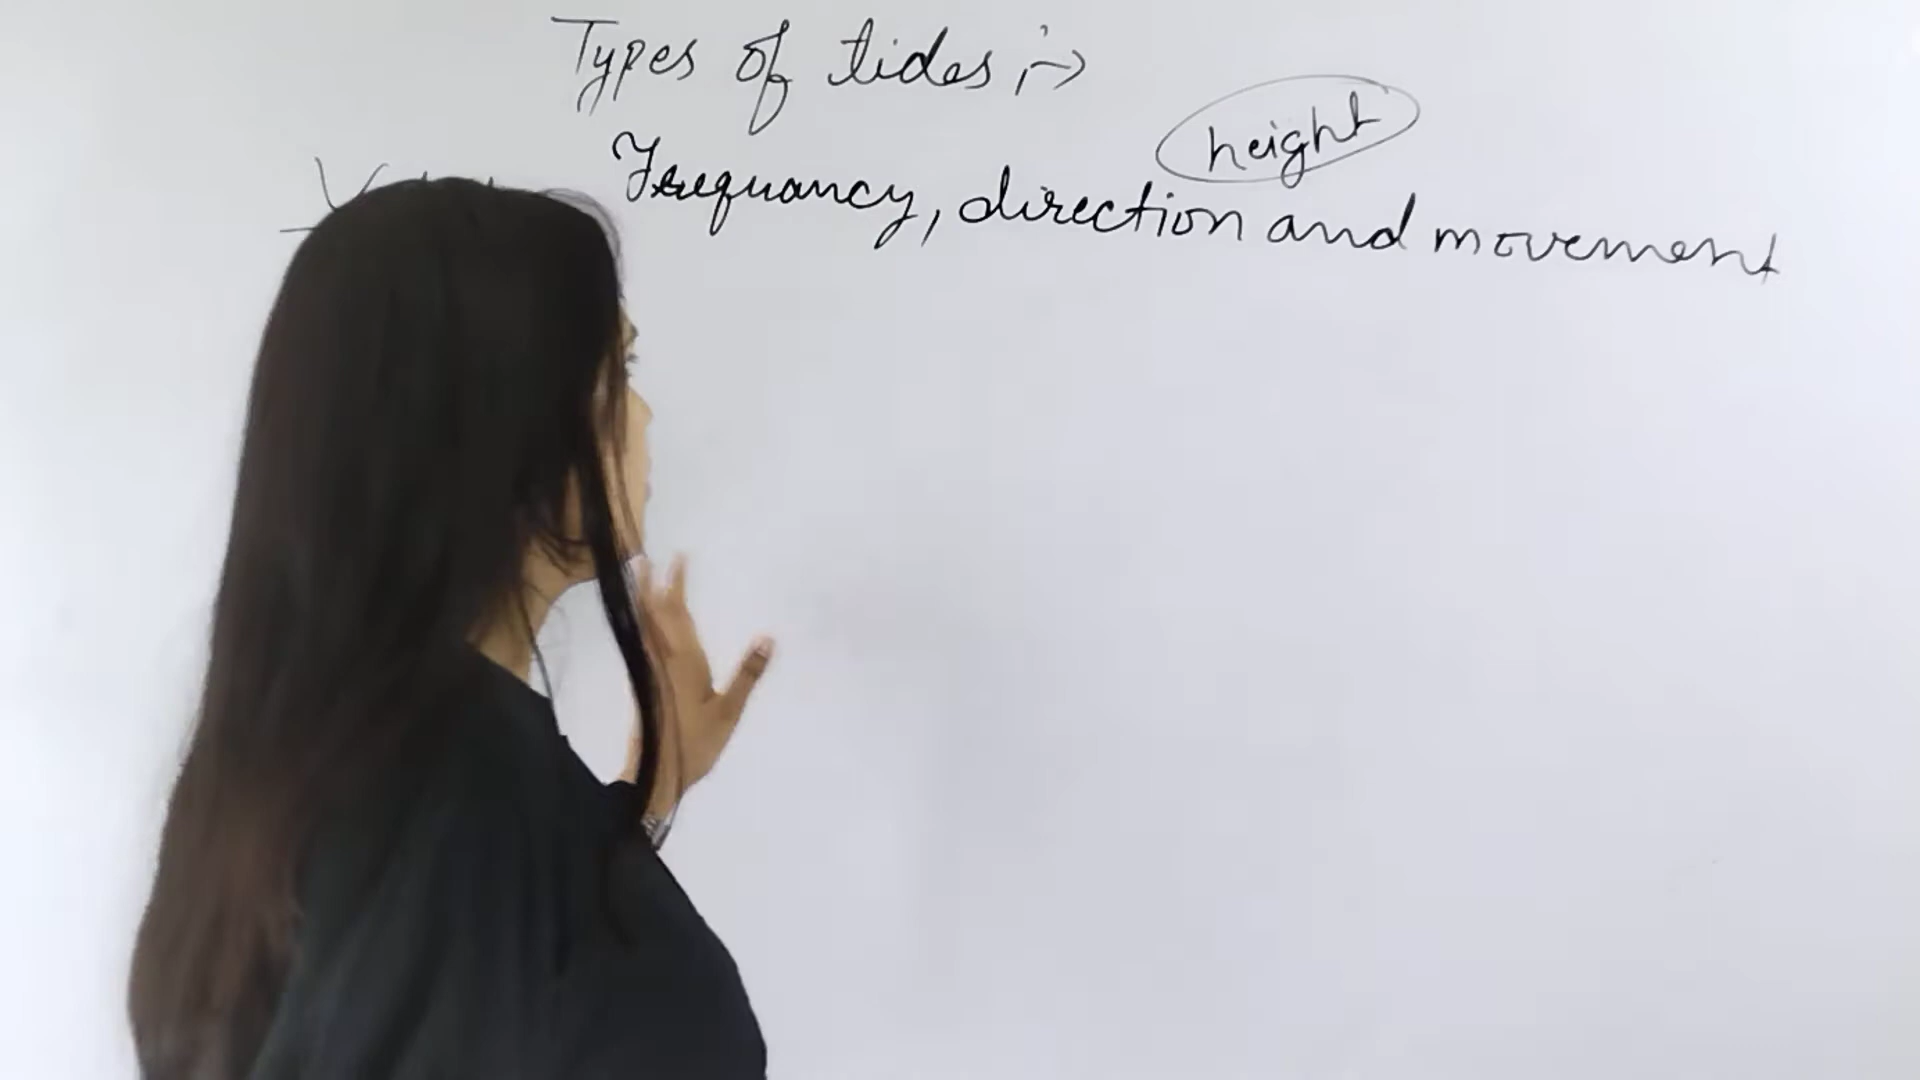 Types of tides :->
height
Frequancy, direction and movement